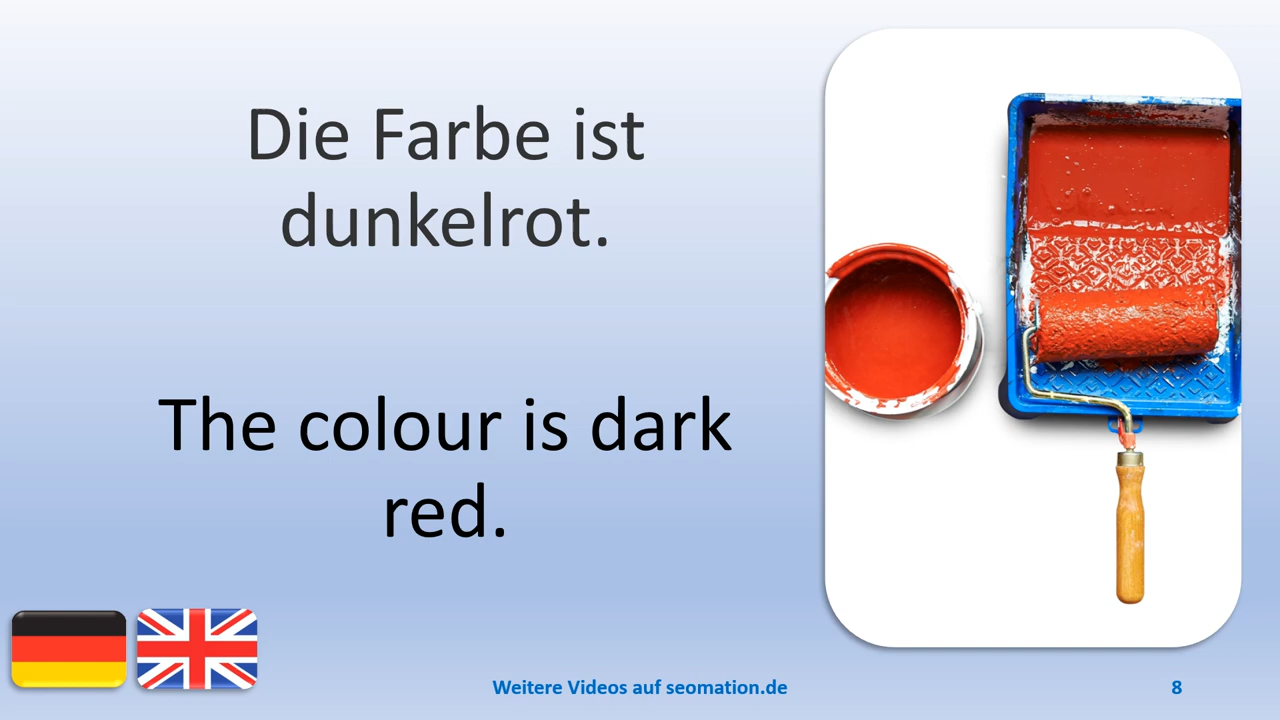 Die Farbe ist
dunkelrot.
The colour is dark
red.
Weitere Videos auf seomation.de
8